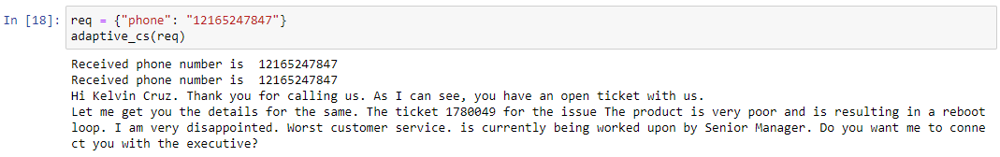 In [18]: req = {"phone": "12165247847"}
adaptive_cs(req)
Received phone number is  12165247847
Received phone number is  12165247847
Hi Kelvin Cruz. Thank you for calling us. As I can see, you have an open ticket with us.
Let me get you the details for the same. The ticket 1780049 for the issue The product is very poor and is resulting in a reboot
loop. I am very disappointed. Worst customer service. is currently being worked upon by Senior Manager. Do you want me to conne
ct you with the executive?